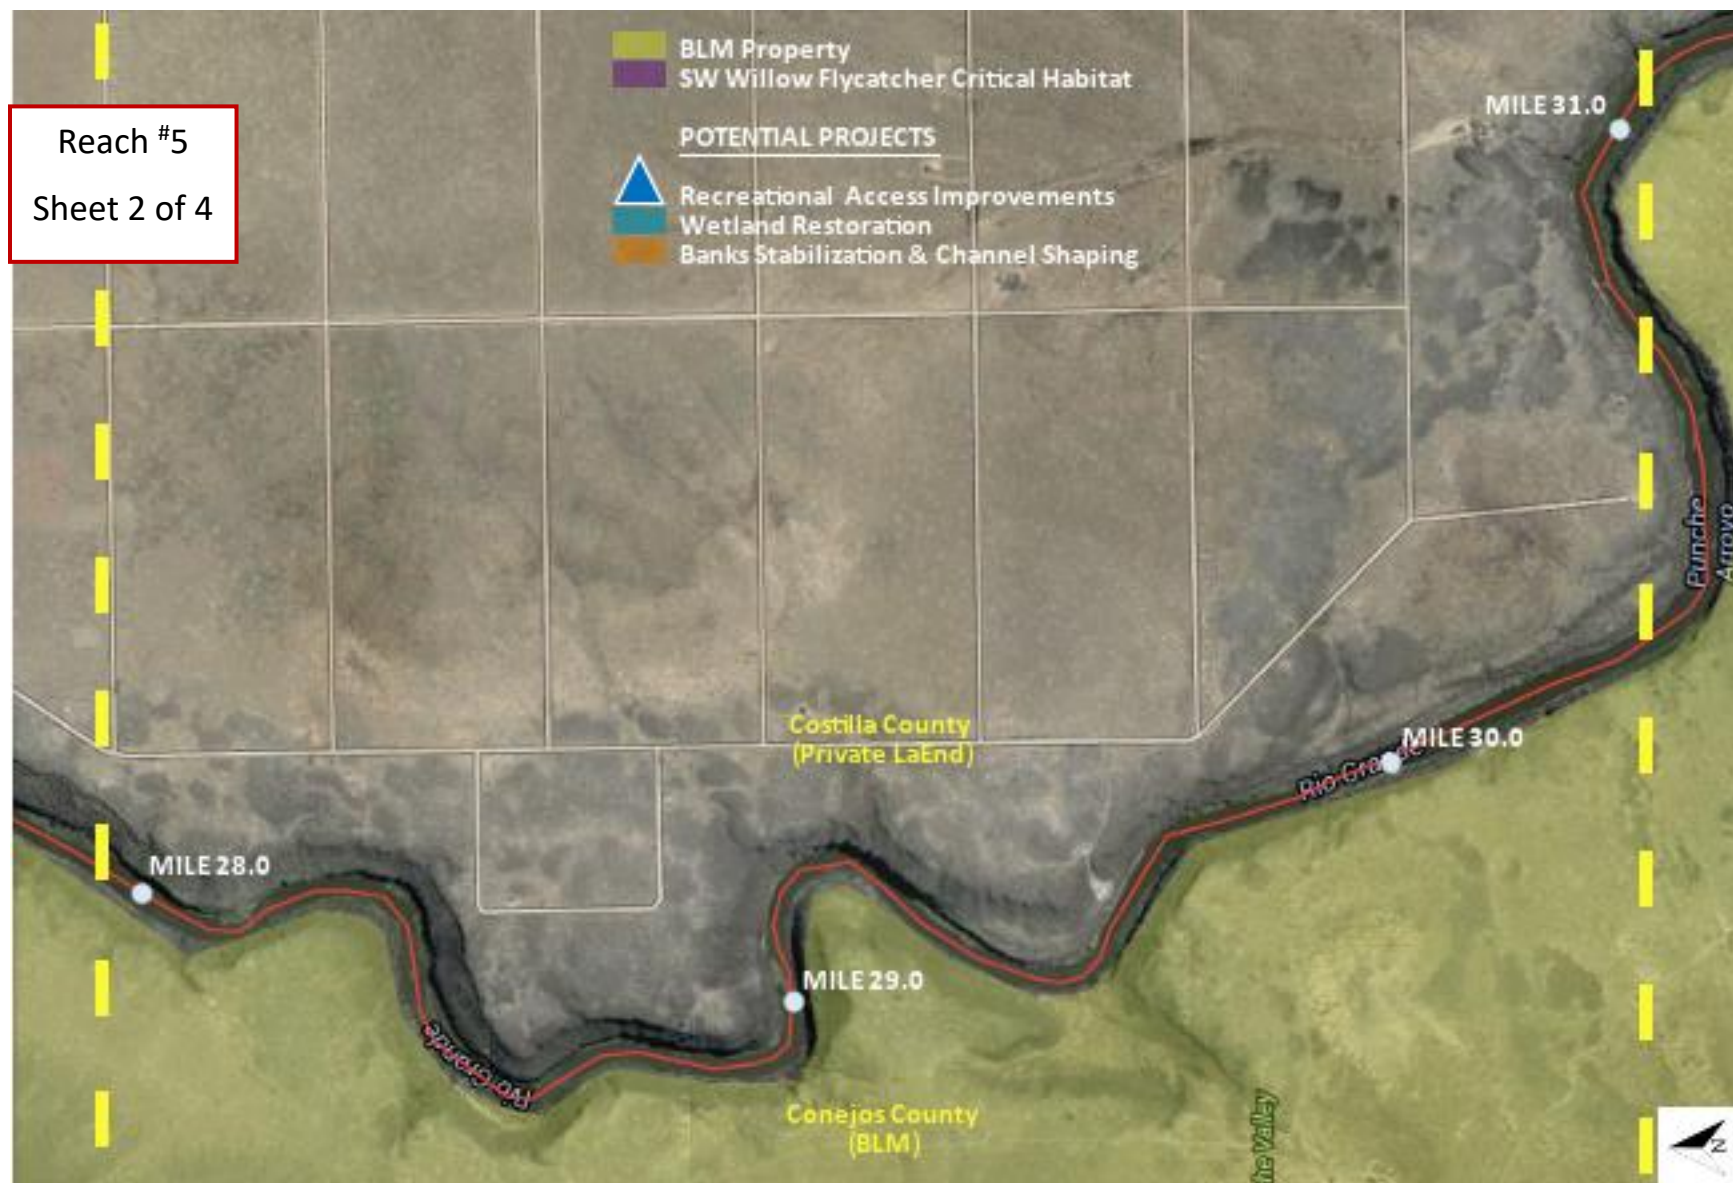 BLM Property
SW Willow Flycatcher Critical Habitat
Reach #5
Sheet 2 of 4
POTENTIAL PROJECTS
Recreational Access Improvements
Wetland Restoration
Banks Stabilization & Channel Shaping
MILE 31.0
Punche
Arroyo
Costilla County
(Private LaEnd)
MILE 30.0
Rio Grande
MILE 28.0
MILE 29.0
Rio Grande
Conejos County
(BLM)
he Valley
N